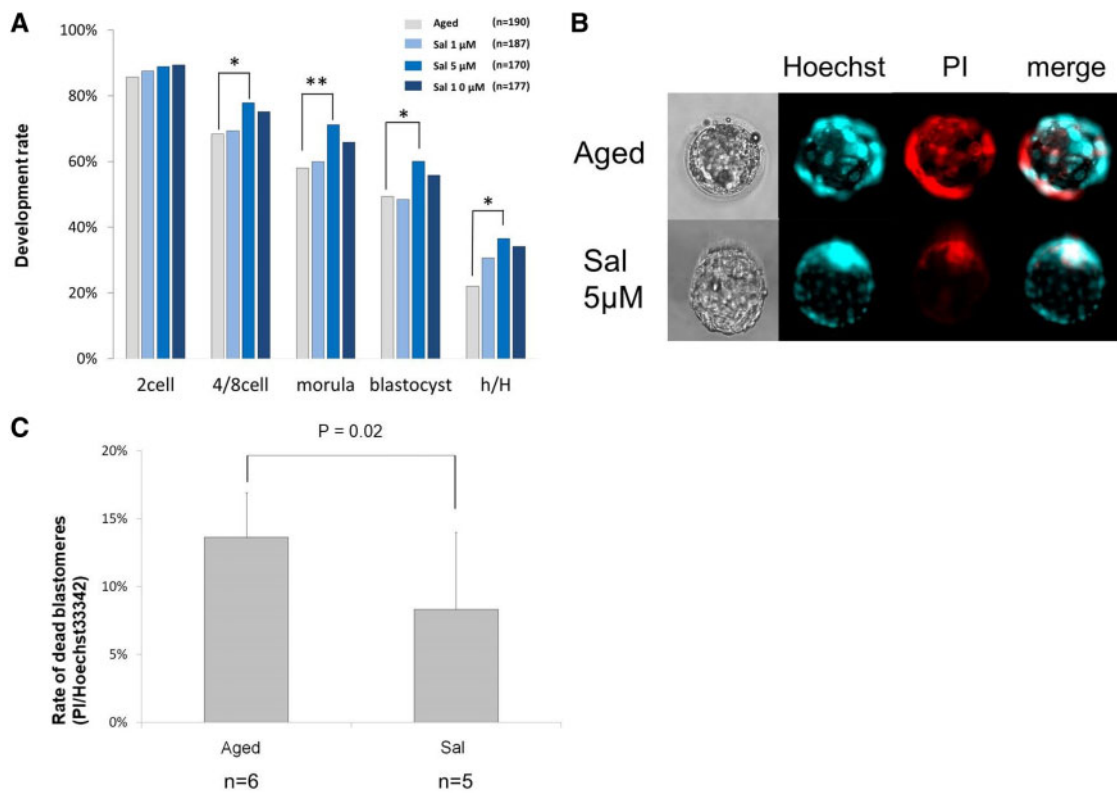 A
Aged (n=190)
Sal 1 μM (n=187)
Sal 5 μM (n=170)
Sal 1 0 μM (n=177)
100%
80%
60%
40%
20%
0%
Development rate
*
**
*
*
2cell 4/8cell morula blastocyst h/H
B
Hoechst PI merge
Aged
Sal
5μM
C
P = 0.02
20%
15%
10%
5%
0%
Rate of dead blastomeres
(PI/Hoechst33342)
Aged Sal
n=6 n=5